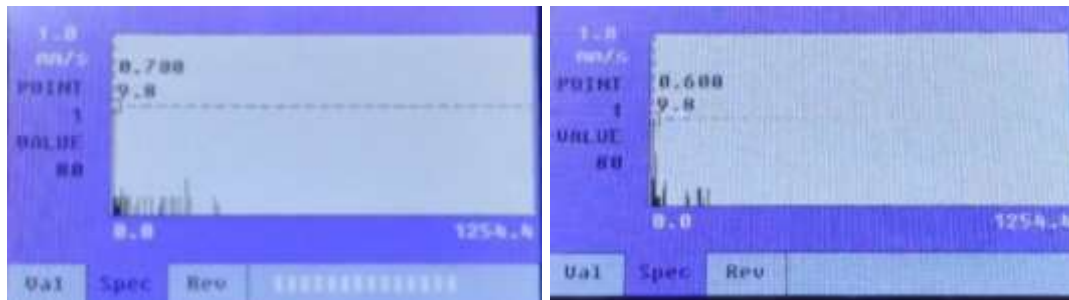 1.0
mm/s
POINT
1
VALUE
80
0.700
9.8
0.0 1254.4
Val Spec Rev
1.0
mm/s
POINT
1
VALUE
80
0.600
9.8
0.0 1254.4
Val Spec Rev